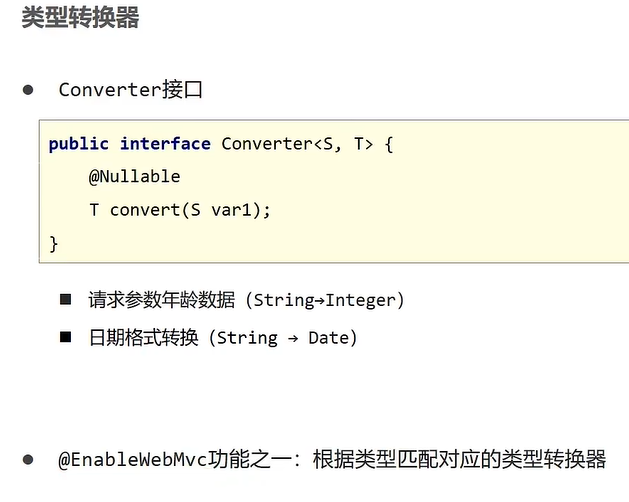 类型转换器
● Converter接口
public interface Converter<S, T> {
@Nullable
T convert(S var1);
}
■ 请求参数年龄数据（String→Integer）
■ 日期格式转换（String → Date）
● @EnableWebMvc功能之一：根据类型匹配对应的类型转换器